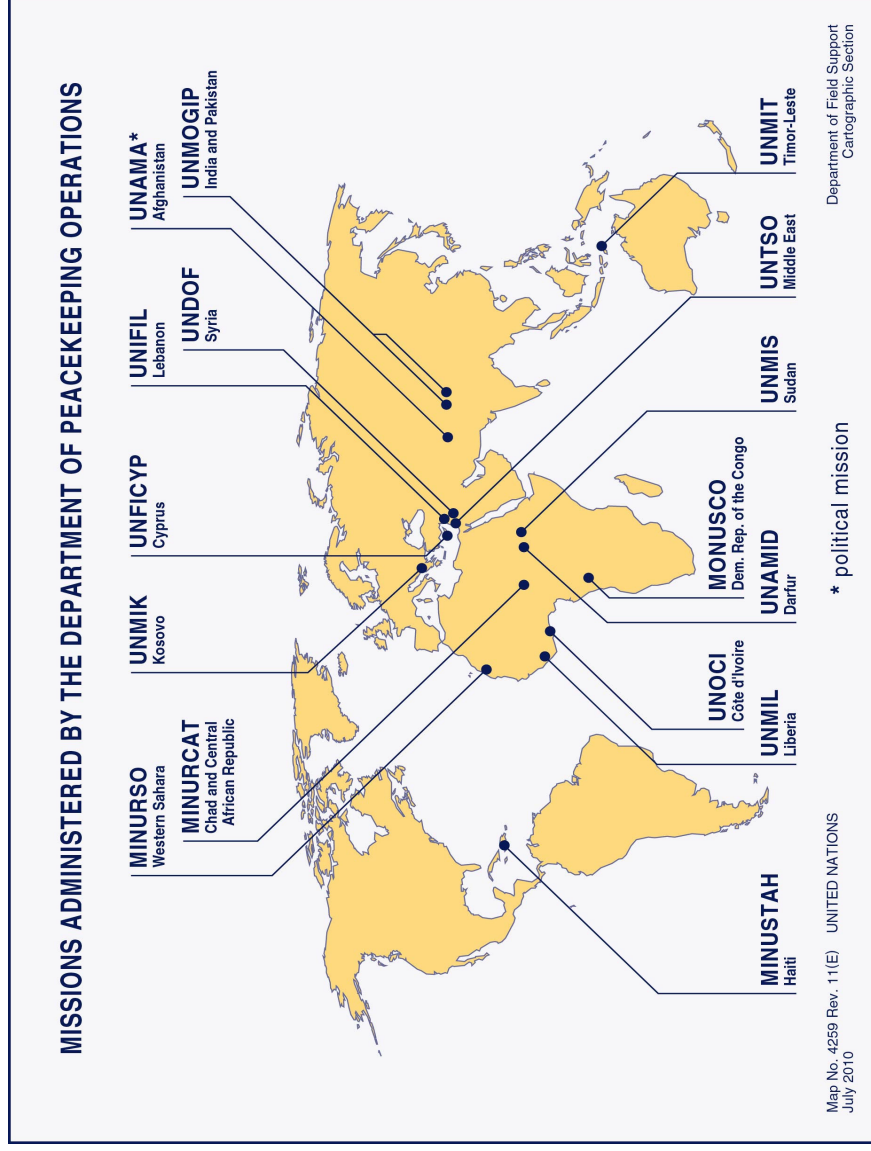 MISSIONS ADMINISTERED BY THE DEPARTMENT OF PEACEKEEPING OPERATIONS
MINURSO
Western Sahara
MINURCAT
Chad and Central
African Republic
UNMIK
Kosovo
UNFICYP
Cyprus
UNIFIL
Lebanon
UNDOF
Syria
UNAMA*
Afghanistan
UNMOGIP
India and Pakistan
MINUSTAH
Haiti
UNMIL
Liberia
UNOCI
Côte d'Ivoire
UNAMID
Darfur
MONUSCO
Dem. Rep. of the Congo
UNMIS
Sudan
UNTSO
Middle East
UNMIT
Timor-Leste
* political mission
Map No. 4259 Rev. 11(E) UNITED NATIONS
July 2010
Department of Field Support
Cartographic Section